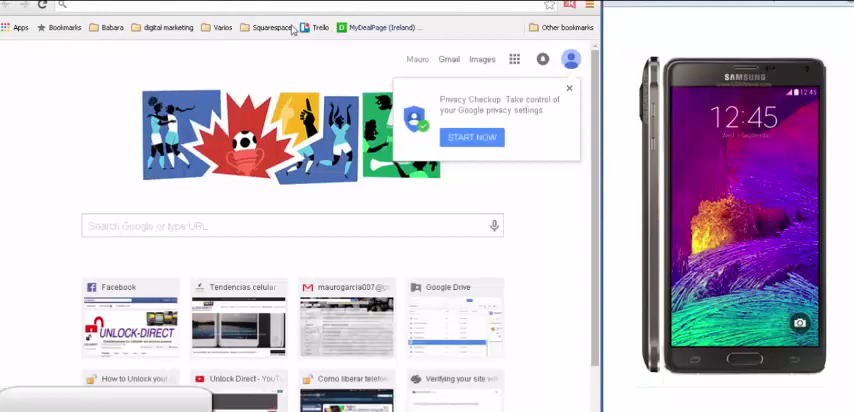 Apps Bookmarks Babara digital marketing Varios Squarespace Trello MyDealPage (Ireland) ... Other bookmarks
Mauro Gmail Images
Privacy Checkup. Take control of
your Google privacy settings.
START NOW
Search Google or type URL
Facebook
Tendencias celular
maurogarcia007@g
Google Drive
UNLOCK-DIRECT
How to Unlock your
Unlock Direct - YouT
Como liberar telefo
Verifying your site
SAMSUNG
12:45